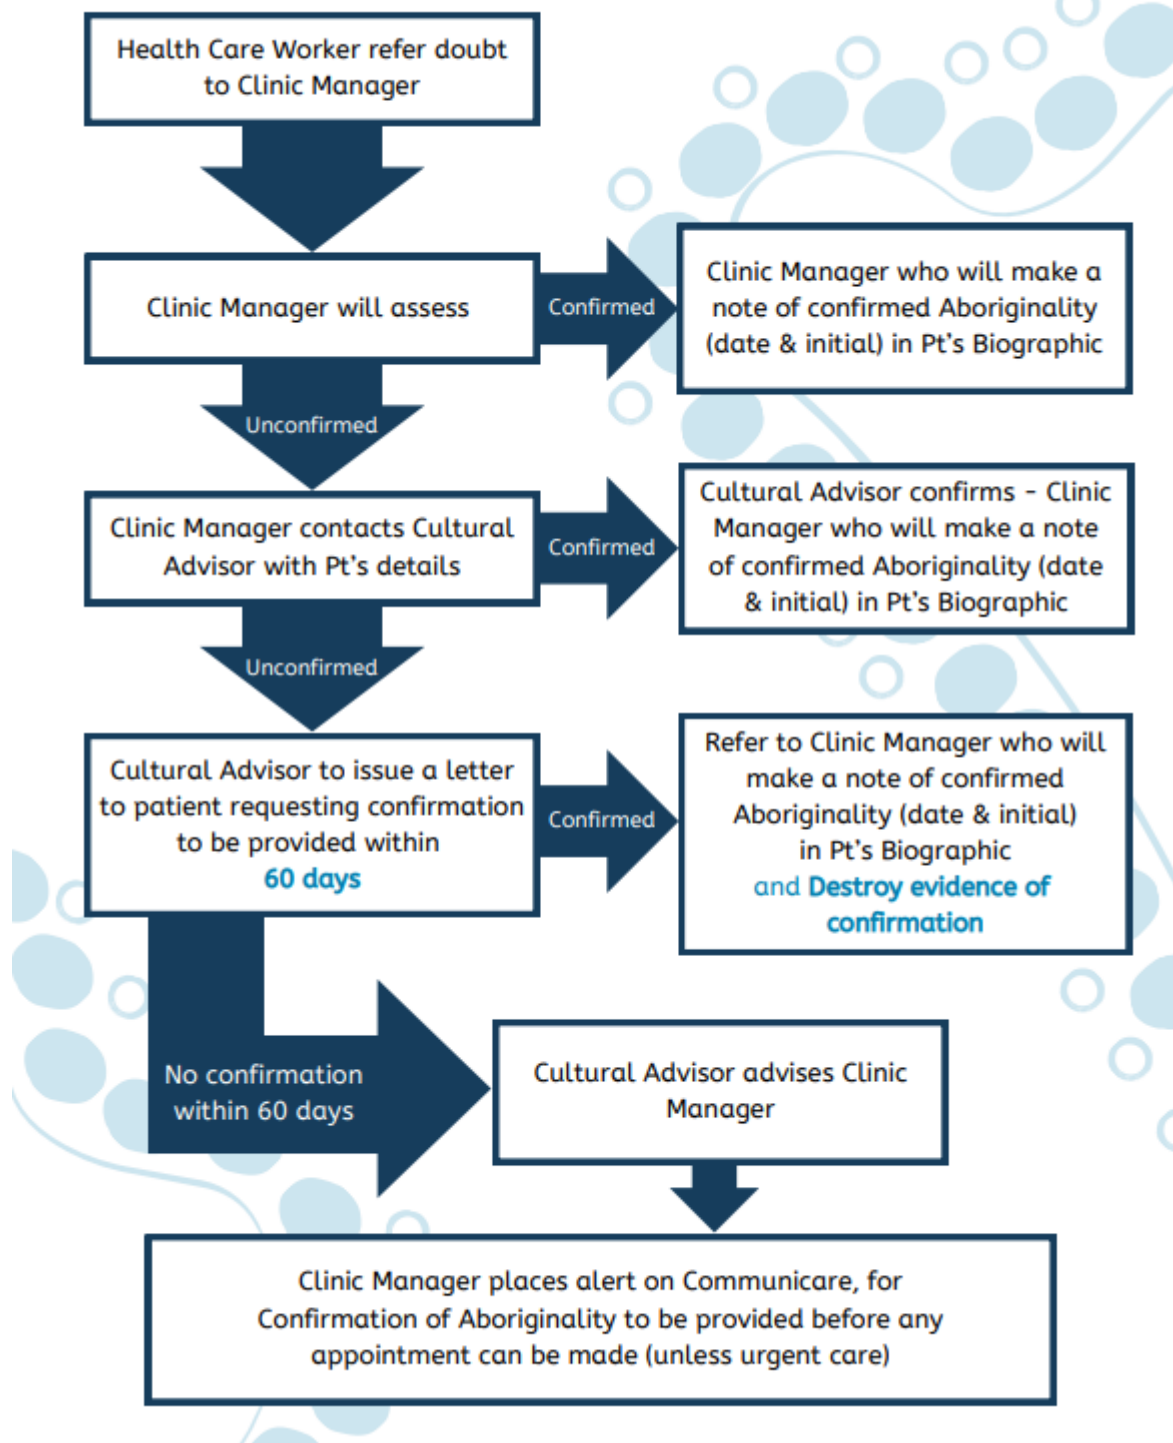 Health Care Worker refer doubt
to Clinic Manager
Clinic Manager will assess
Confirmed
Clinic Manager who will make a
note of confirmed Aboriginality
(date & initial) in Pt's Biographic
Unconfirmed
Clinic Manager contacts Cultural
Advisor with Pt's details
Confirmed
Cultural Advisor confirms - Clinic
Manager who will make a note
of confirmed Aboriginality (date
& initial) in Pt's Biographic
Unconfirmed
Cultural Advisor to issue a letter
to patient requesting confirmation
to be provided within
60 days
Confirmed
Refer to Clinic Manager who will
make a note of confirmed
Aboriginality (date & initial)
in Pt's Biographic
and Destroy evidence of
confirmation
No confirmation
within 60 days
Cultural Advisor advises Clinic
Manager
Clinic Manager places alert on Communicare, for
Confirmation of Aboriginality to be provided before any
appointment can be made (unless urgent care)